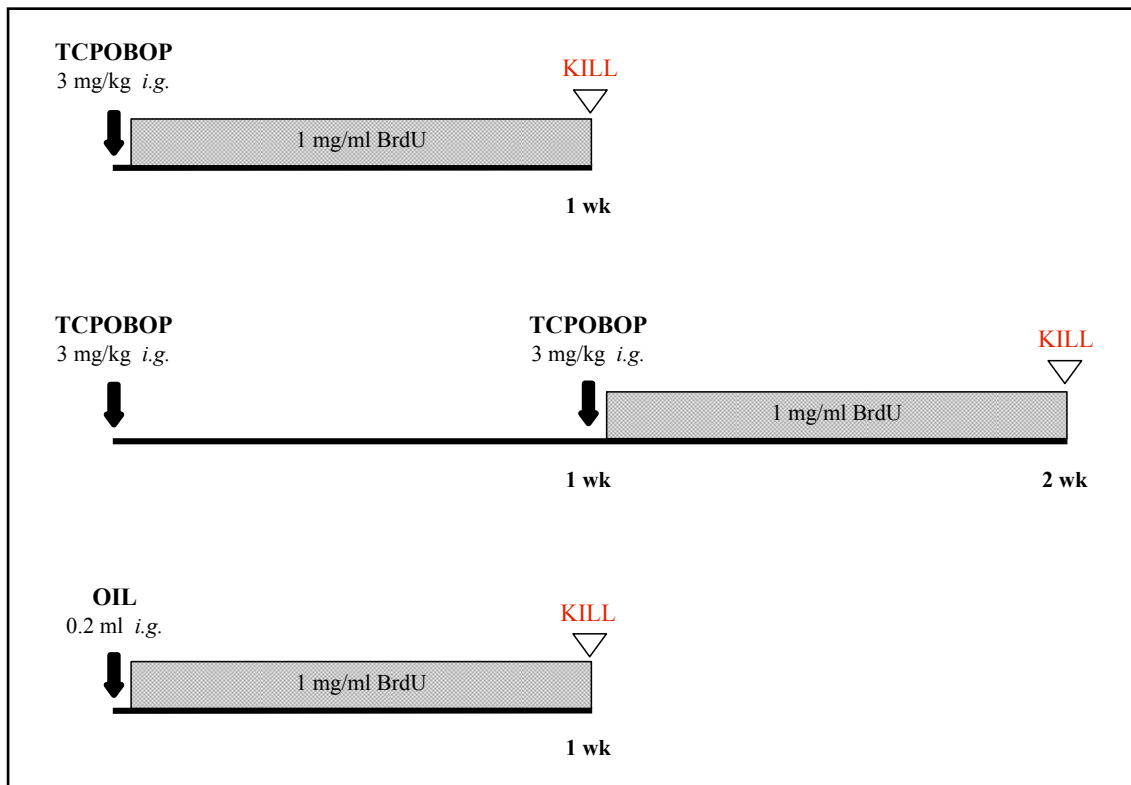 TCPOBOP
3 mg/kg i.g.
KILL
1 mg/ml BrdU
1 wk
TCPOBOP
3 mg/kg i.g.
TCPOBOP
3 mg/kg i.g.
KILL
1 mg/ml BrdU
1 wk
2 wk
OIL
0.2 ml i.g.
KILL
1 mg/ml BrdU
1 wk